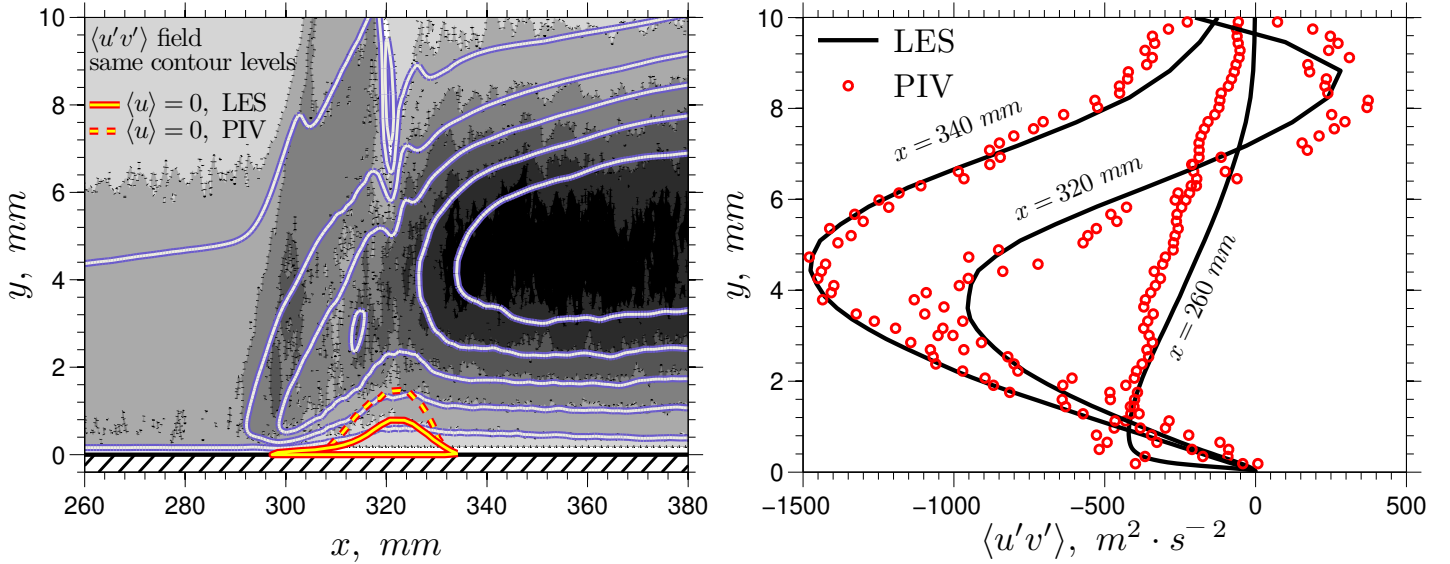 ⟨u′v′⟩ field
same contour levels
⟨u⟩ = 0, LES
⟨u⟩ = 0, PIV
10
8
6
4
2
0
y, mm
260 280 300 320 340 360 380
x, mm
LES
PIV
x = 340 mm
x = 320 mm
x = 260 mm
10
8
6
4
2
0
y, mm
−1500 −1000 −500 0 500
⟨u′v′⟩, m² · s⁻²